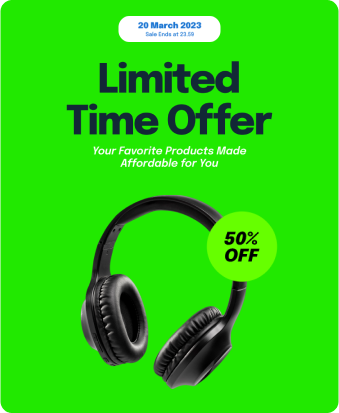 20 March 2023
Sale Ends at 23.59
Limited
Time Offer
Your Favorite Products Made
Affordable for You
50%
OFF